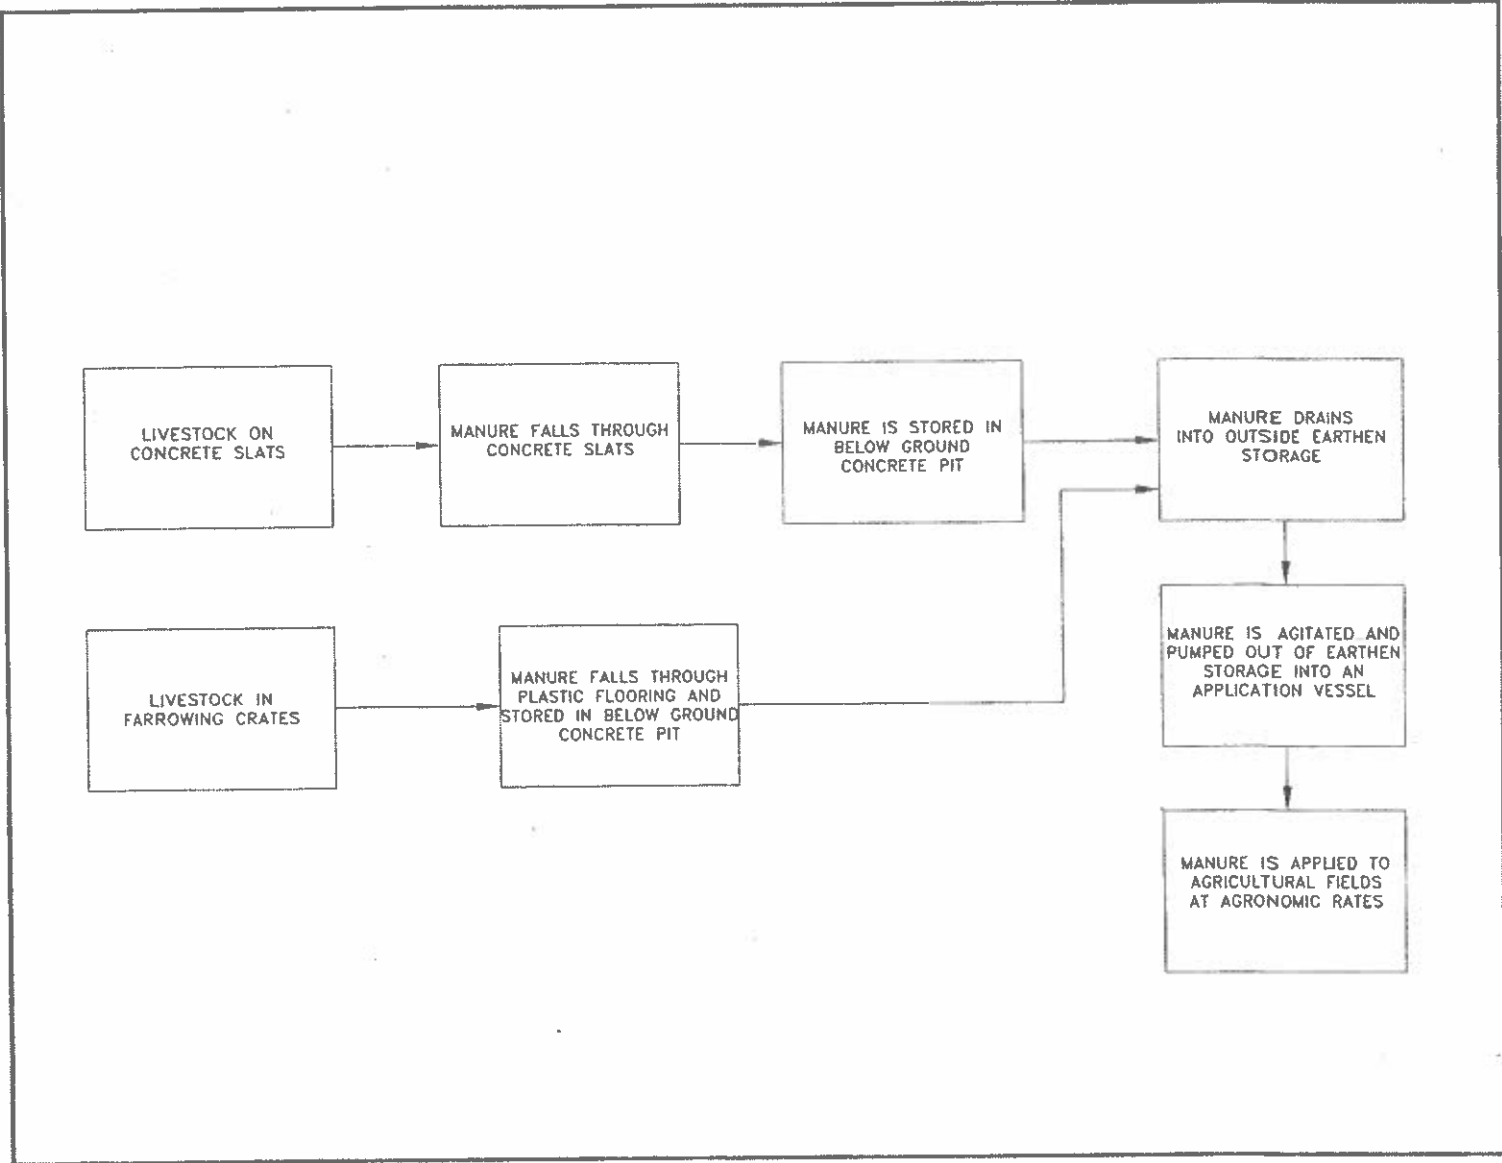 LIVESTOCK ON
CONCRETE SLATS
MANURE FALLS THROUGH
CONCRETE SLATS
MANURE IS STORED IN
BELOW GROUND
CONCRETE PIT
MANURE DRAINS
INTO OUTSIDE EARTHEN
STORAGE
LIVESTOCK IN
FARROWING CRATES
MANURE FALLS THROUGH
PLASTIC FLOORING AND
STORED IN BELOW GROUND
CONCRETE PIT
MANURE IS AGITATED AND
PUMPED OUT OF EARTHEN
STORAGE INTO AN
APPLICATION VESSEL
MANURE IS APPLIED TO
AGRICULTURAL FIELDS
AT AGRONOMIC RATES